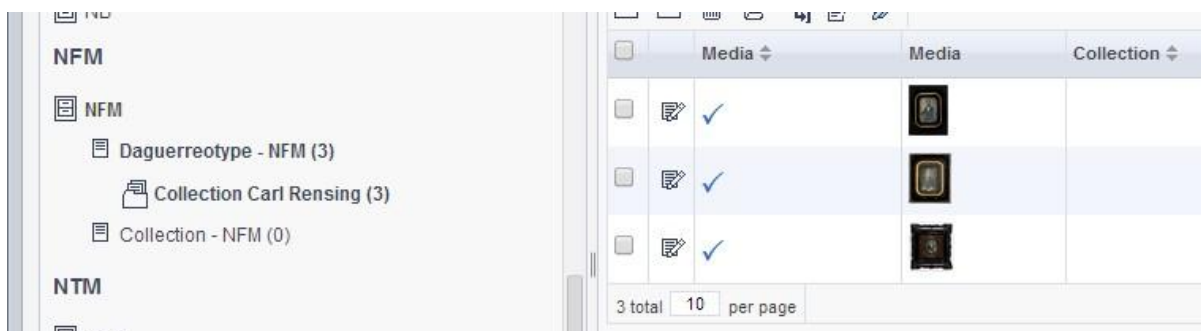 NFM
NFM
Daguerreotype - NFM (3)
Collection Carl Rensing (3)
Collection - NFM (0)
NTM
Media Media Collection
3 total 10 per page